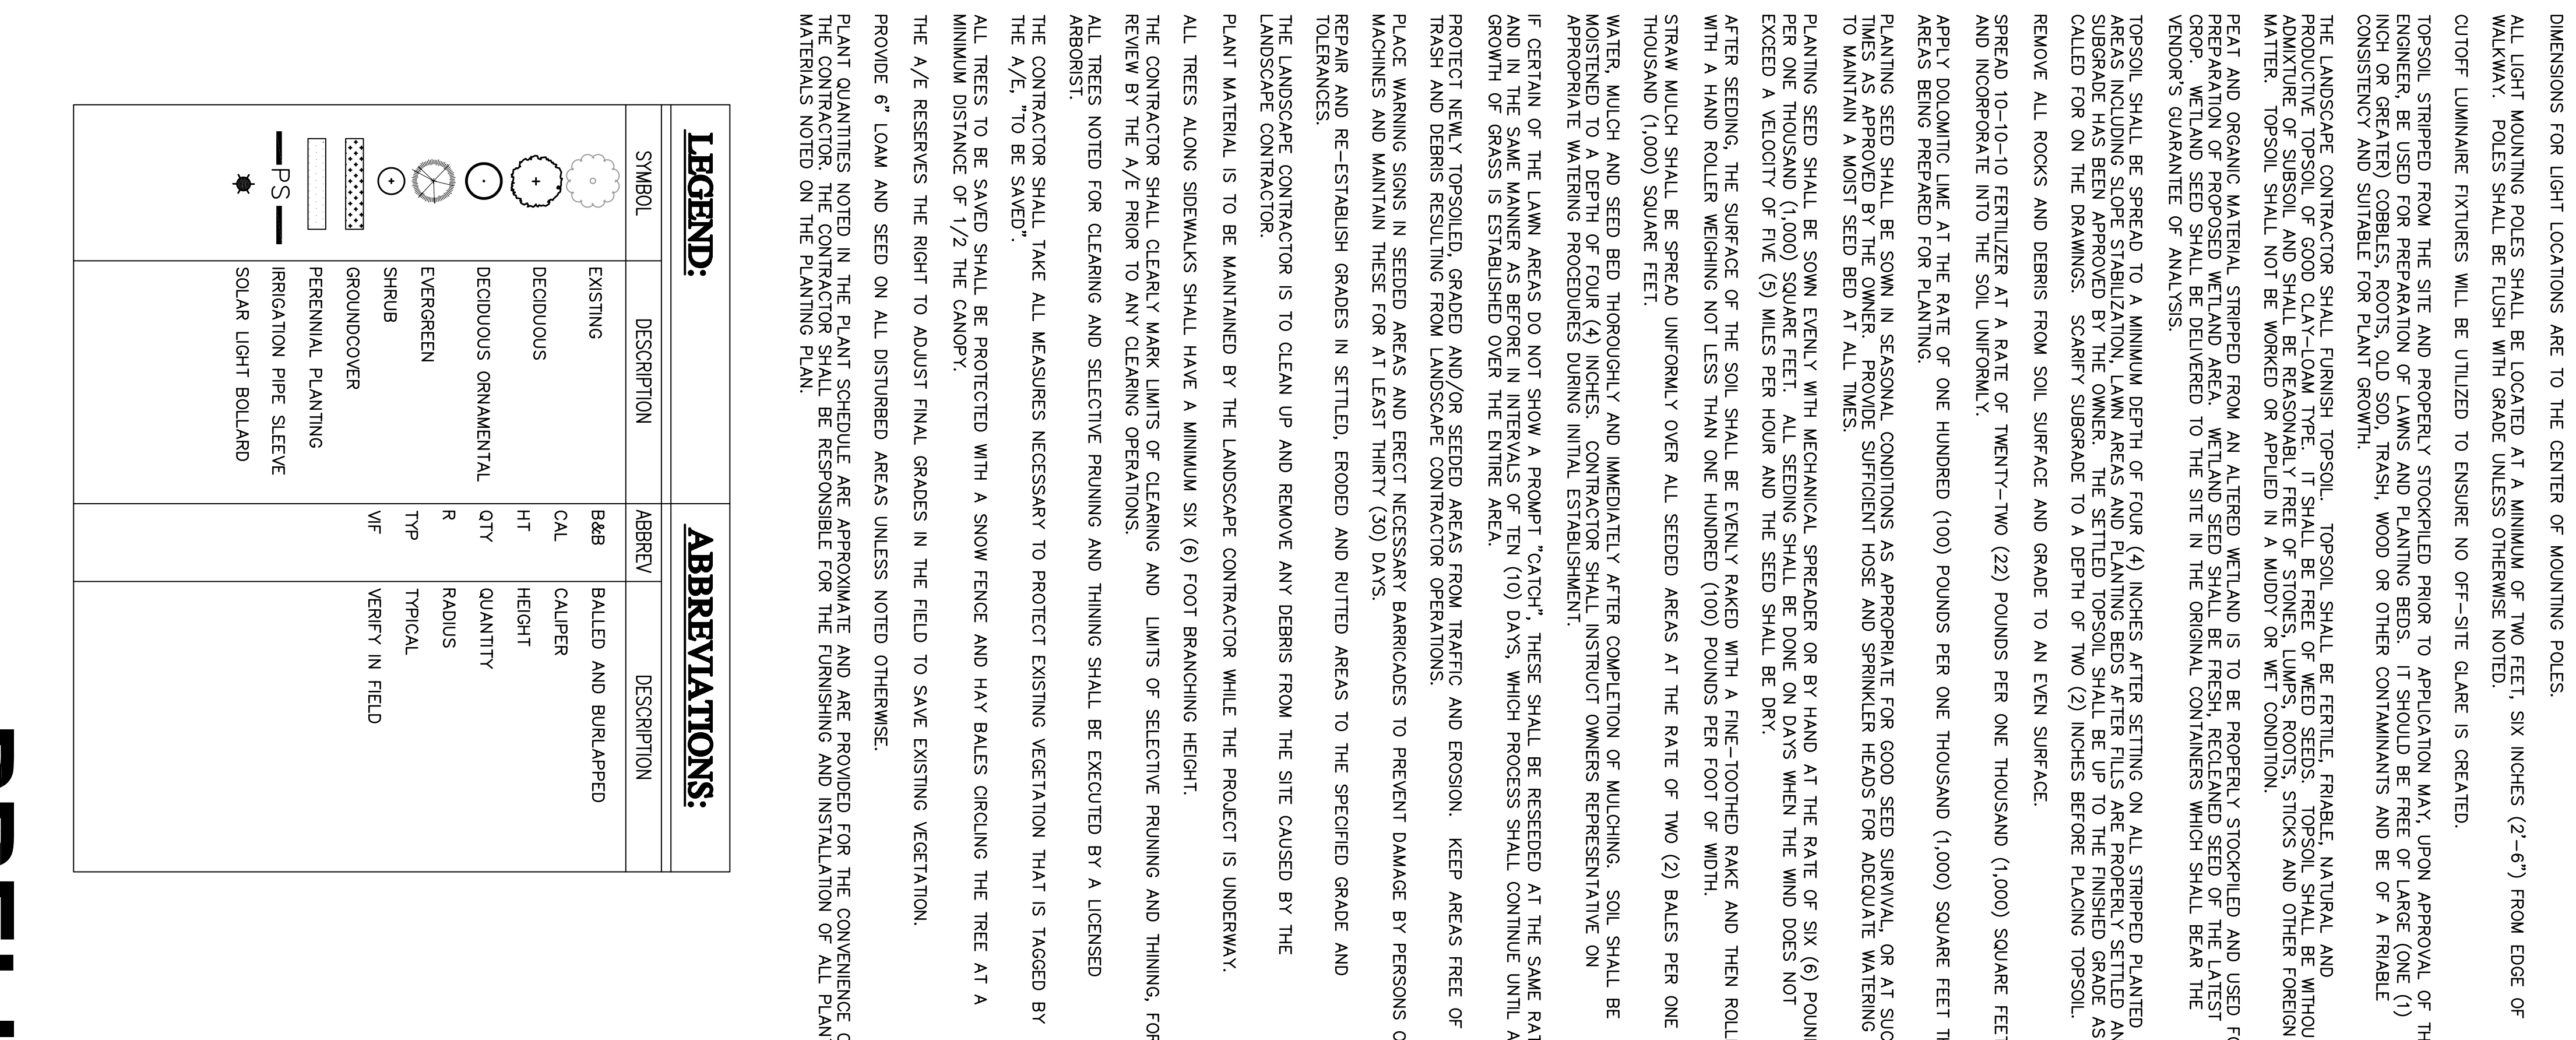 DIMENSIONS FOR LIGHT LOCATIONS ARE TO THE CENTER OF MOUNTING POLES.
ALL LIGHT MOUNTING POLES SHALL BE LOCATED AT A MINIMUM OF TWO FEET, SIX INCHES (2'-6") FROM EDGE OF
WALKWAY. POLES SHALL BE FLUSH WITH GRADE UNLESS OTHERWISE NOTED.
CUTOFF LUMINAIRE FIXTURES WILL BE UTILIZED TO ENSURE NO OFF-SITE GLARE IS CREATED.
TOPSOIL STRIPPED FROM THE SITE AND PROPERLY STOCKPILED PRIOR TO APPLICATION MAY, UPON APPROVAL OF TH
ENGINEER, BE USED FOR PREPARATION OF LAWNS AND PLANTING BEDS. IT SHOULD BE FREE OF LARGE (ONE (1)
INCH OR GREATER) COBBLES, ROOTS, OLD SOD, TRASH, WOOD OR OTHER CONTAMINANTS AND BE OF A FRIABLE
CONSISTENCY AND SUITABLE FOR PLANT GROWTH.
THE LANDSCAPE CONTRACTOR SHALL FURNISH TOPSOIL. TOPSOIL SHALL BE FERTILE, FRIABLE, NATURAL AND
PRODUCTIVE TOPSOIL OF GOOD CLAY-LOAM TYPE. IT SHALL BE FREE OF WEED SEEDS. TOPSOIL SHALL BE WITHOU
ADMIXTURE OF SUBSOIL AND SHALL BE REASONABLY FREE OF STONES, LUMPS, ROOTS, STICKS AND OTHER FOREIGN
MATTER. TOPSOIL SHALL NOT BE WORKED OR APPLIED IN A MUDDY OR WET CONDITION.
PEAT AND ORGANIC MATERIAL STRIPPED FROM AN ALTERED WETLAND IS TO BE PROPERLY STOCKPILED AND USED FO
PREPARATION OF PROPOSED WETLAND AREA. WETLAND SEED SHALL BE FRESH, RECLEANED SEED OF THE LATEST
CROP. WETLAND SEED SHALL BE DELIVERED TO THE SITE IN THE ORIGINAL CONTAINERS WHICH SHALL BEAR THE
VENDOR'S GUARANTEE OF ANALYSIS.
TOPSOIL SHALL BE SPREAD TO A MINIMUM DEPTH OF FOUR (4) INCHES AFTER SETTING ON ALL STRIPPED PLANTED
AREAS INCLUDING SLOPE STABILIZATION, LAWN AREAS AND PLANTING BEDS AFTER FILLS ARE PROPERLY SETTLED AN
SUBGRADE HAS BEEN APPROVED BY THE OWNER. THE SETTLED TOPSOIL SHALL BE UP TO THE FINISHED GRADE AS
CALLED FOR ON THE DRAWINGS. SCARIFY SUBGRADE TO A DEPTH OF TWO (2) INCHES BEFORE PLACING TOPSOIL.
REMOVE ALL ROCKS AND DEBRIS FROM SOIL SURFACE AND GRADE TO AN EVEN SURFACE.
SPREAD 10-10-10 FERTILIZER AT A RATE OF TWENTY-TWO (22) POUNDS PER ONE THOUSAND (1,000) SQUARE FEET
AND INCORPORATE INTO THE SOIL UNIFORMLY.
APPLY DOLOMITIC LIME AT THE RATE OF ONE HUNDRED (100) POUNDS PER ONE THOUSAND (1,000) SQUARE FEET T
AREAS BEING PREPARED FOR PLANTING.
PLANTING SEED SHALL BE SOWN IN SEASONAL CONDITIONS AS APPROPRIATE FOR GOOD SEED SURVIVAL, OR AT SUC
TIMES AS APPROVED BY THE OWNER. PROVIDE SUFFICIENT HOSE AND SPRINKLER HEADS FOR ADEQUATE WATERING
TO MAINTAIN A MOIST SEED BED AT ALL TIMES.
PLANTING SEED SHALL BE SOWN EVENLY WITH MECHANICAL SPREADER OR BY HAND AT THE RATE OF SIX (6) POUN
PER ONE THOUSAND (1,000) SQUARE FEET. ALL SEEDING SHALL BE DONE ON DAYS WHEN THE WIND DOES NOT
EXCEED A VELOCITY OF FIVE (5) MILES PER HOUR AND THE SEED SHALL BE DRY.
AFTER SEEDING, THE SURFACE OF THE SOIL SHALL BE EVENLY RAKED WITH A FINE-TOOTHED RAKE AND THEN ROLL
WITH A HAND ROLLER WEIGHING NOT LESS THAN ONE HUNDRED (100) POUNDS PER FOOT OF WIDTH.
STRAW MULCH SHALL BE SPREAD UNIFORMLY OVER ALL SEEDED AREAS AT THE RATE OF TWO (2) BALES PER ONE
THOUSAND (1,000) SQUARE FEET.
WATER, MULCH AND SEED BED THOROUGHLY AND IMMEDIATELY AFTER COMPLETION OF MULCHING. SOIL SHALL BE
MOISTENED TO A DEPTH OF FOUR (4) INCHES. CONTRACTOR SHALL INSTRUCT OWNERS REPRESENTATIVE ON
APPROPRIATE WATERING PROCEDURES DURING INITIAL ESTABLISHMENT.
IF CERTAIN OF THE LAWN AREAS DO NOT SHOW A PROMPT "CATCH", THESE SHALL BE RESEEDED AT THE SAME RAT
AND IN THE SAME MANNER AS BEFORE IN INTERVALS OF TEN (10) DAYS, WHICH PROCESS SHALL CONTINUE UNTIL A
GROWTH OF GRASS IS ESTABLISHED OVER THE ENTIRE AREA.
PROTECT NEWLY TOPSOILED, GRADED AND/OR SEEDED AREAS FROM TRAFFIC AND EROSION. KEEP AREAS FREE OF
TRASH AND DEBRIS RESULTING FROM LANDSCAPE CONTRACTOR OPERATIONS.
PLACE WARNING SIGNS IN SEEDED AREAS AND ERECT NECESSARY BARRICADES TO PREVENT DAMAGE BY PERSONS O
MACHINES AND MAINTAIN THESE FOR AT LEAST THIRTY (30) DAYS.
REPAIR AND RE-ESTABLISH GRADES IN SETTLED, ERODED AND RUTTED AREAS TO THE SPECIFIED GRADE AND
TOLERANCES.
THE LANDSCAPE CONTRACTOR IS TO CLEAN UP AND REMOVE ANY DEBRIS FROM THE SITE CAUSED BY THE
LANDSCAPE CONTRACTOR.
PLANT MATERIAL IS TO BE MAINTAINED BY THE LANDSCAPE CONTRACTOR WHILE THE PROJECT IS UNDERWAY.
ALL TREES ALONG SIDEWALKS SHALL HAVE A MINIMUM SIX (6) FOOT BRANCHING HEIGHT.
THE CONTRACTOR SHALL CLEARLY MARK LIMITS OF CLEARING AND LIMITS OF SELECTIVE PRUNING AND THINING, FOR
REVIEW BY THE A/E PRIOR TO ANY CLEARING OPERATIONS.
ALL TREES NOTED FOR CLEARING AND SELECTIVE PRUNING AND THINING SHALL BE EXECUTED BY A LICENSED
ARBORIST.
THE CONTRACTOR SHALL TAKE ALL MEASURES NECESSARY TO PROTECT EXISTING VEGETATION THAT IS TAGGED BY
THE A/E, "TO BE SAVED".
ALL TREES TO BE SAVED SHALL BE PROTECTED WITH A SNOW FENCE AND HAY BALES CIRCLING THE TREE AT A
MINIMUM DISTANCE OF 1/2 THE CANOPY.
THE A/E RESERVES THE RIGHT TO ADJUST FINAL GRADES IN THE FIELD TO SAVE EXISTING VEGETATION.
PROVIDE 6" LOAM AND SEED ON ALL DISTURBED AREAS UNLESS NOTED OTHERWISE.
PLANT QUANTITIES NOTED IN THE PLANT SCHEDULE ARE APPROXIMATE AND ARE PROVIDED FOR THE CONVENIENCE O
THE CONTRACTOR. THE CONTRACTOR SHALL BE RESPONSIBLE FOR THE FURNISHING AND INSTALLATION OF ALL PLANT
MATERIALS NOTED ON THE PLANTING PLAN.
LEGEND: ABBREVIATIONS:
SYMBOL DESCRIPTION ABBREV DESCRIPTION
EXISTING B&B BALLED AND BURLAPPED
DECIDUOUS CAL CALIPER
HT HEIGHT
DECIDUOUS ORNAMENTAL QTY QUANTITY
EVERGREEN R RADIUS
SHRUB TYP TYPICAL
GROUNDCOVER VIF VERIFY IN FIELD
PERENNIAL PLANTING
PS IRRIGATION PIPE SLEEVE
SOLAR LIGHT BOLLARD